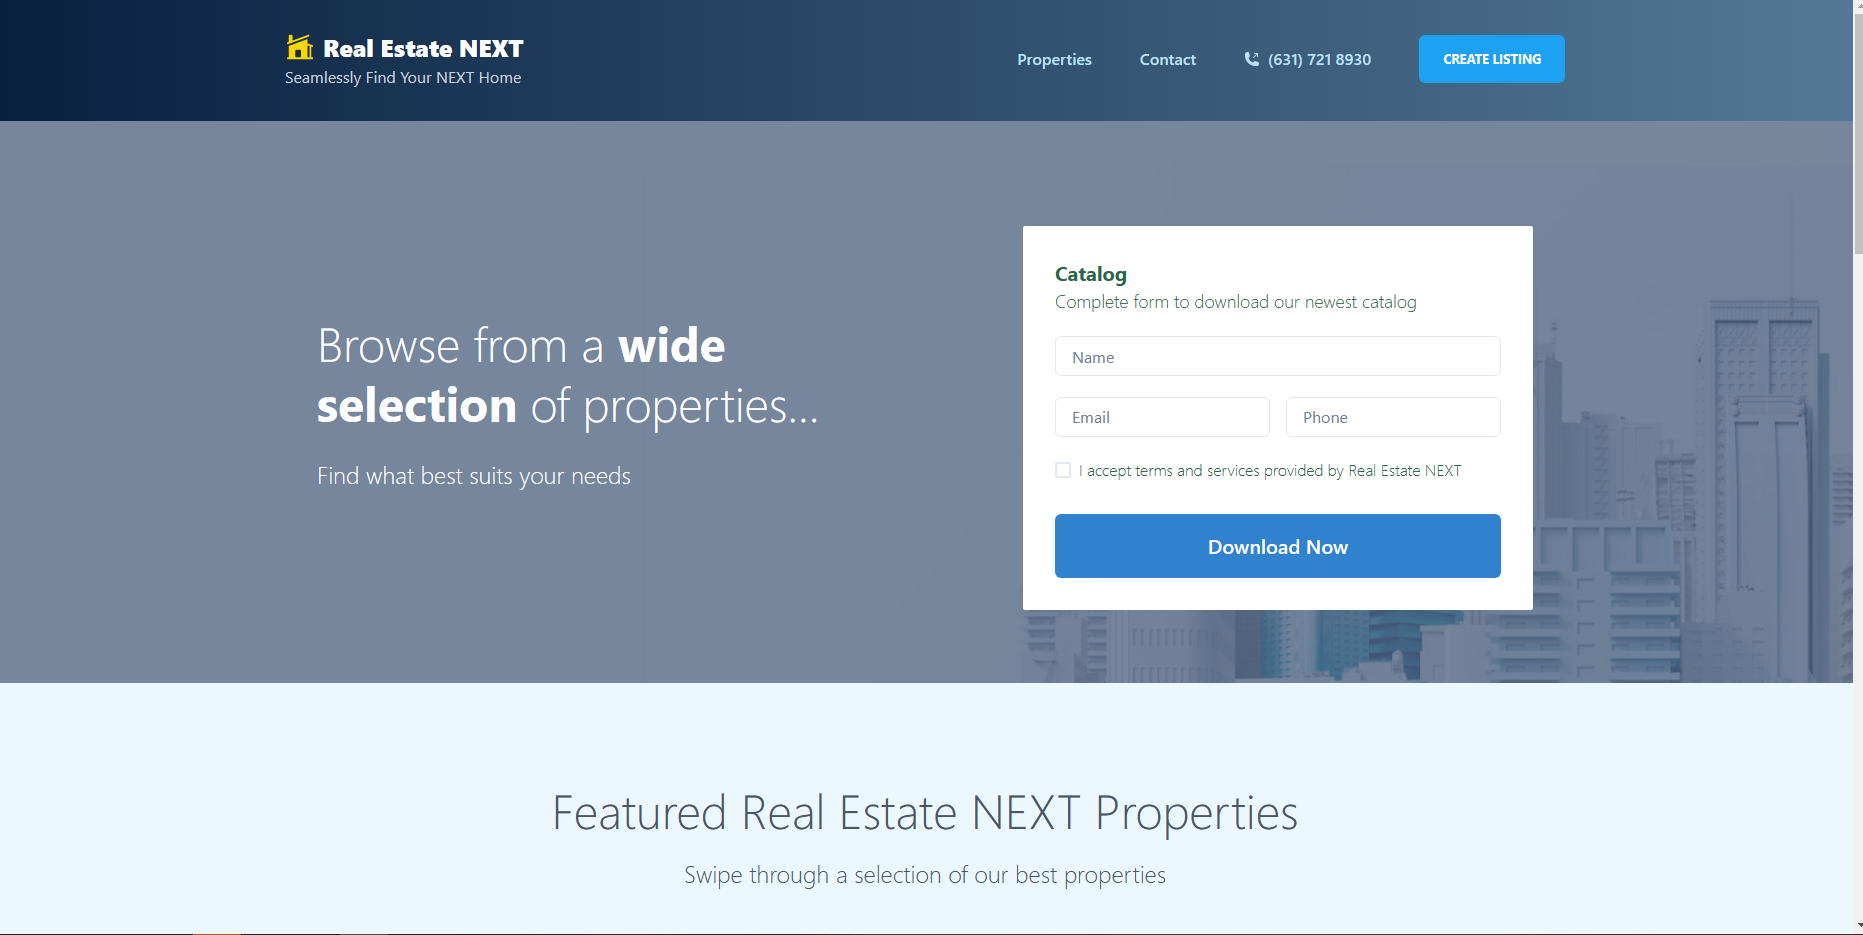 Real Estate NEXT
Seamlessly Find Your NEXT Home
Properties
Contact
(631) 721 8930
CREATE LISTING
Browse from a wide
selection of properties...
Find what best suits your needs
Catalog
Complete form to download our newest catalog
Name
Email
Phone
I accept terms and services provided by Real Estate NEXT
Download Now
Featured Real Estate NEXT Properties
Swipe through a selection of our best properties